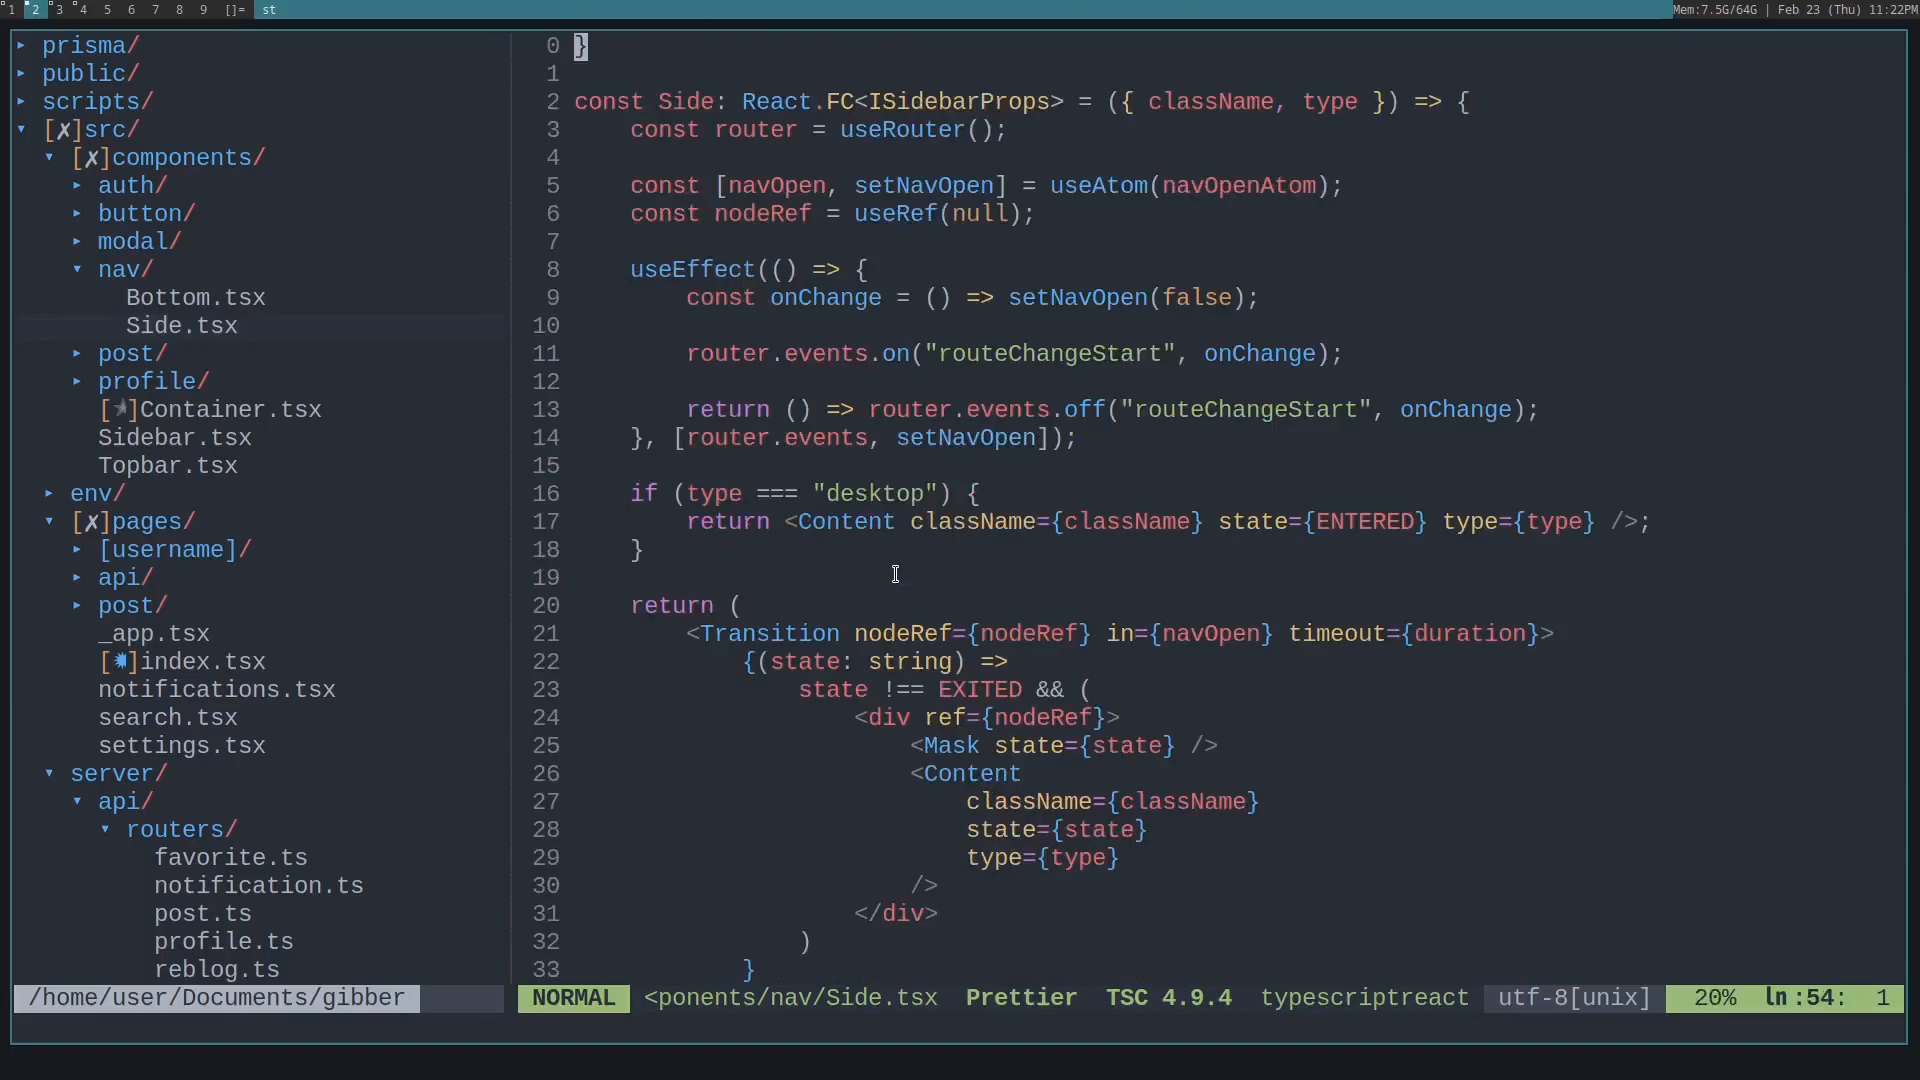 1 2 3 4 5 6 7 8 9 []= st Mem:7.5G/64G | Feb 23 (Thu) 11:22PM
▸ prisma/
▸ public/
▸ scripts/
▾ [✗]src/
▾ [✗]components/
▸ auth/
▸ button/
▸ modal/
▾ nav/
Bottom.tsx
Side.tsx
▸ post/
▸ profile/
[★]Container.tsx
Sidebar.tsx
Topbar.tsx
▸ env/
▾ [✗]pages/
▸ [username]/
▸ api/
▸ post/
_app.tsx
[✹]index.tsx
notifications.tsx
search.tsx
settings.tsx
▾ server/
▾ api/
▾ routers/
favorite.ts
notification.ts
post.ts
profile.ts
reblog.ts
/home/user/Documents/gibber
0 }
1
2 const Side: React.FC<ISidebarProps> = ({ className, type }) => {
3     const router = useRouter();
4
5     const [navOpen, setNavOpen] = useAtom(navOpenAtom);
6     const nodeRef = useRef(null);
7
8     useEffect(() => {
9         const onChange = () => setNavOpen(false);
10
11         router.events.on("routeChangeStart", onChange);
12
13         return () => router.events.off("routeChangeStart", onChange);
14     }, [router.events, setNavOpen]);
15
16     if (type === "desktop") {
17         return <Content className={className} state={ENTERED} type={type} />;
18     }
19
20     return (
21         <Transition nodeRef={nodeRef} in={navOpen} timeout={duration}>
22             {(state: string) =>
23                 state !== EXITED && (
24                     <div ref={nodeRef}>
25                         <Mask state={state} />
26                         <Content
27                             className={className}
28                             state={state}
29                             type={type}
30                         />
31                     </div>
32                 )
33             }
NORMAL <ponents/nav/Side.tsx Prettier TSC 4.9.4 typescriptreact utf-8[unix] 20% ln :54: 1